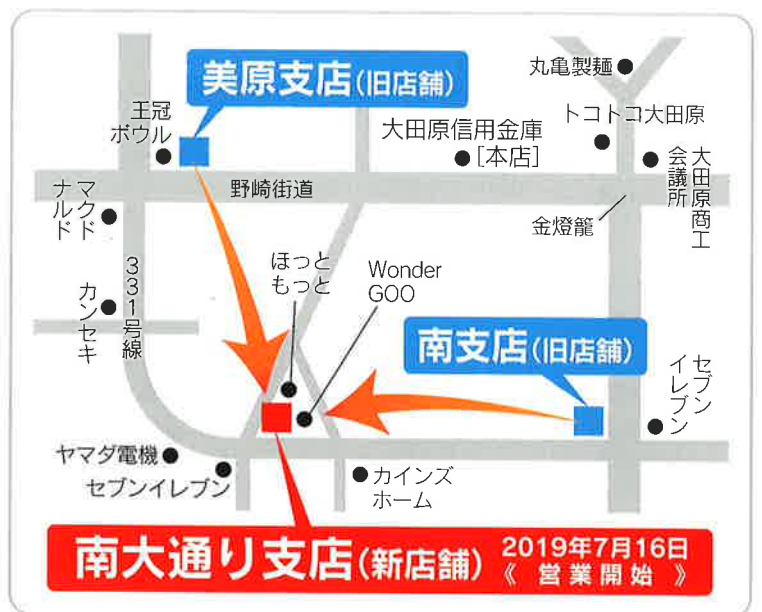 美原支店(旧店舗)
丸亀製麺
王冠
ボウル
トコトコ大田原
大田原信用金庫
[本店]
大田原商工
会議所
野崎街道
マクド
ナルド
金燈籠
331号線
ほっと
もっと
Wonder
GOO
カンセキ
南支店(旧店舗)
セブン
イレブン
ヤマダ電機
セブンイレブン
カインズ
ホーム
南大通り支店(新店舗)
2019年7月16日
《 営業開始 》